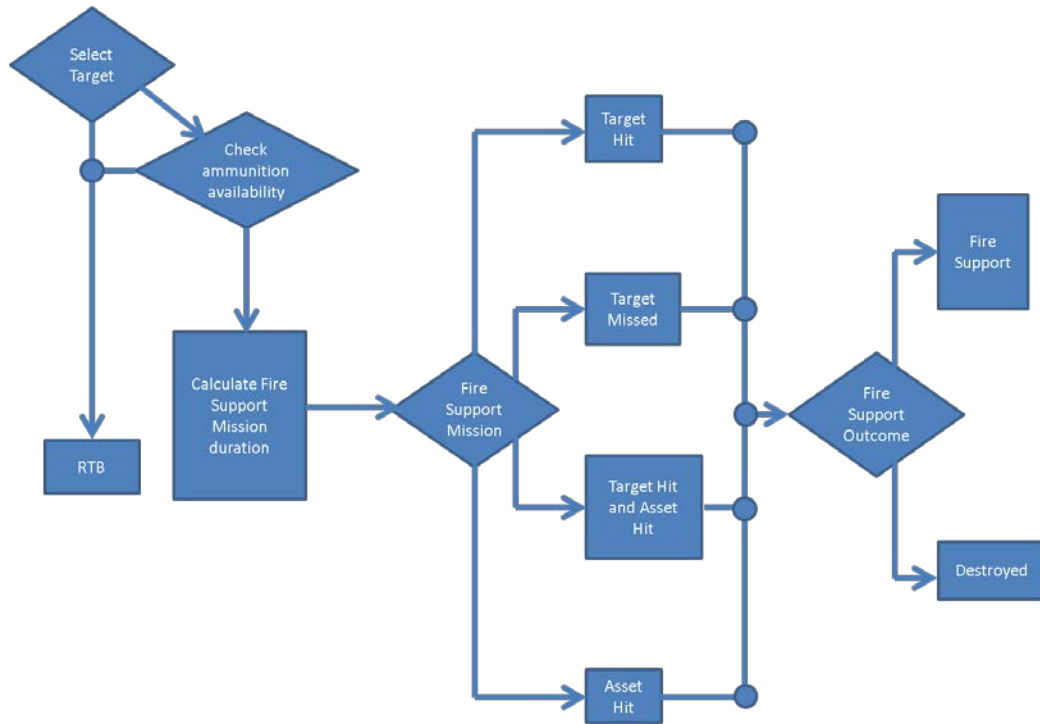 Select
Target
Check
ammunition
availability
RTB
Calculate Fire
Support
Mission
duration
Fire
Support
Mission
Target
Hit
Target
Missed
Target Hit
and Asset
Hit
Asset
Hit
Fire
Support
Outcome
Fire
Support
Destroyed